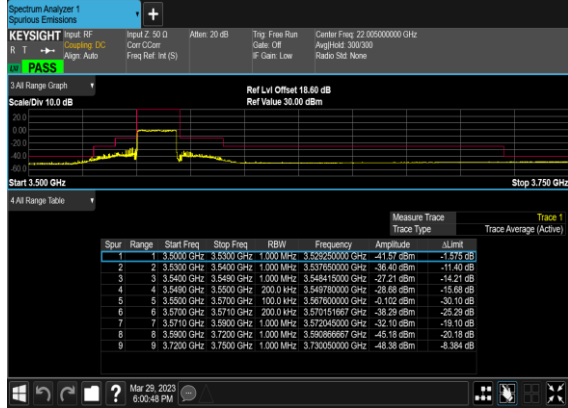 Spectrum Analyzer 1
Spurious Emissions
+
KEYSIGHT Input: RF Input Z: 50 Ω Atten: 20 dB Trig: Free Run Center Freq: 22.005000000 GHz
R T Coupling: DC Corr CCorr Gate: Off Avg|Hold: 300/300
Align: Auto Freq Ref: Int (S) IF Gain: Low Radio Std: None
PASS
3 All Range Graph
Ref Lvl Offset 18.60 dB
Scale/Div 10.0 dB Ref Value 30.00 dBm
20.0
0.00
-20.0
-40.0
-60.0
Start 3.500 GHz Stop 3.750 GHz
4 All Range Table
Measure Trace Trace 1
Trace Type Trace Average (Active)
Spur Range Start Freq Stop Freq RBW Frequency Amplitude ΔLimit
1 1 3.5000 GHz 3.5300 GHz 1.000 MHz 3.529250000 GHz -41.57 dBm -1.575 dB
2 2 3.5300 GHz 3.5400 GHz 1.000 MHz 3.537650000 GHz -36.40 dBm -11.40 dB
3 3 3.5400 GHz 3.5490 GHz 1.000 MHz 3.548415000 GHz -27.21 dBm -14.21 dB
4 4 3.5490 GHz 3.5500 GHz 200.0 kHz 3.549780000 GHz -28.68 dBm -15.68 dB
5 5 3.5500 GHz 3.5700 GHz 100.0 kHz 3.567600000 GHz -0.102 dBm -30.10 dB
6 6 3.5700 GHz 3.5710 GHz 200.0 kHz 3.570151667 GHz -38.29 dBm -25.29 dB
7 7 3.5710 GHz 3.5900 GHz 1.000 MHz 3.572045000 GHz -32.10 dBm -19.10 dB
8 8 3.5900 GHz 3.7200 GHz 1.000 MHz 3.590866667 GHz -45.18 dBm -20.18 dB
9 9 3.7200 GHz 3.7500 GHz 1.000 MHz 3.730050000 GHz -48.38 dBm -8.384 dB
? Mar 29, 2023
6:00:48 PM